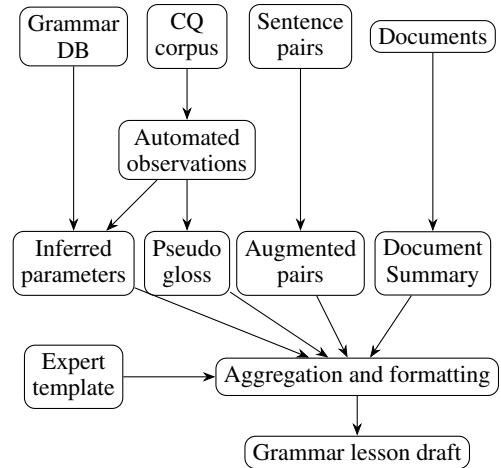 Grammar
DB
CQ
corpus
Sentence
pairs
Documents
Automated
observations
Inferred
parameters
Pseudo
gloss
Augmented
pairs
Document
Summary
Expert
template
Aggregation and formatting
Grammar lesson draft